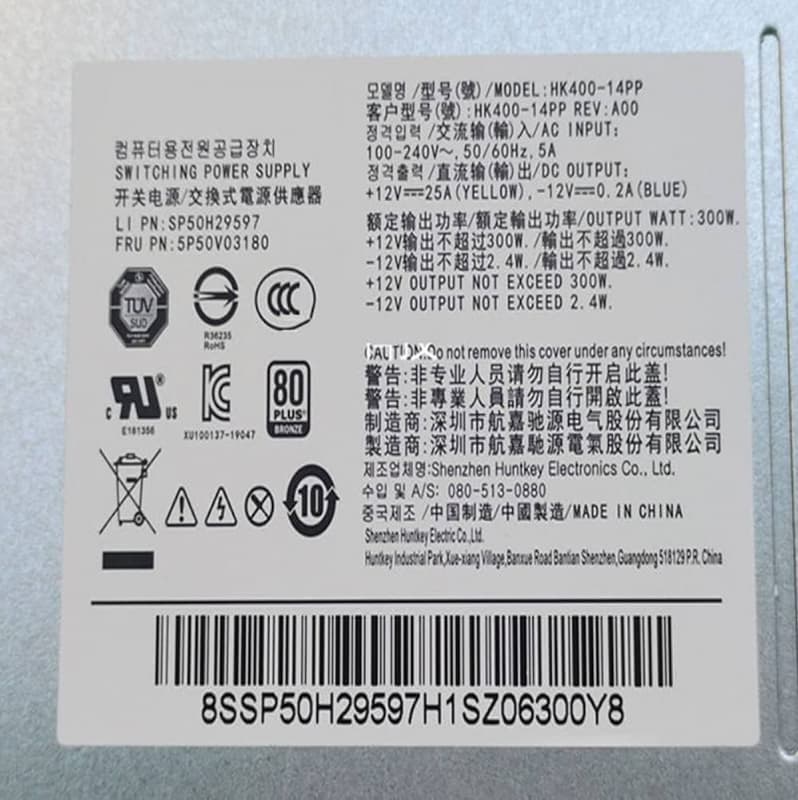 컴퓨터용전원공급장치
SWITCHING POWER SUPPLY
开关电源/交換式電源供應器
LI PN:SP50H29597
FRU PN:5P50V03180
TÜV
SÜD
R36235
RoHS
CCC
c RU ® US
E161356
KC
XU100137-19047
80
PLUS®
BRONZE
10
모델명 /型号(號)/MODEL:HK400-14PP
客户型号(號):HK400-14PP REV:A00
정격입력 /交流输(輸)入/AC INPUT:
100-240V~,50/60Hz,5A
정격출력 /直流输(輸)出/DC OUTPUT:
+12V⎓25A(YELLOW),-12V⎓0.2A(BLUE)
额定输出功率/額定輸出功率/OUTPUT WATT:300W.
+12V输出不超过300W./輸出不超過300W.
-12V输出不超过2.4W./輸出不超過2.4W.
+12V OUTPUT NOT EXCEED 300W.
-12V OUTPUT NOT EXCEED 2.4W.
CAUTION:Do not remove this cover under any circumstances!
警告:非专业人员请勿自行开启此盖!
警告:非專業人員請勿自行開啟此蓋!
制造商:深圳市航嘉驰源电气股份有限公司
製造商:深圳市航嘉馳源電氣股份有限公司
제조업체명:Shenzhen Huntkey Electronics Co., Ltd.
수입 및 A/S: 080-513-0880
중국제조 /中国制造/中國製造/MADE IN CHINA
Shenzhen Huntkey Electric Co.,Ltd.
Huntkey Industrial Park,Xue-xiang Village,Banxue Road Bantian Shenzhen,Guangdong 518129 P.R. China
8SSP50H29597H1SZ06300Y8